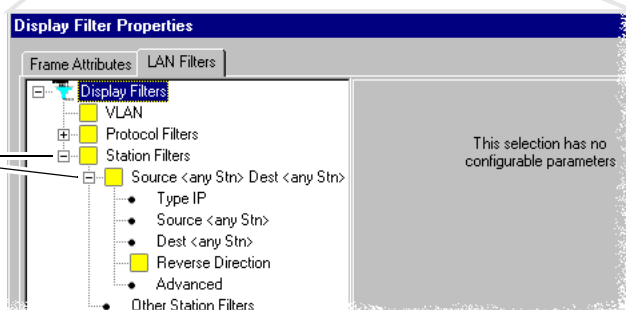 Display Filter Properties
Frame Attributes
LAN Filters
Display Filters
VLAN
Protocol Filters
Station Filters
Source <any Stn> Dest <any Stn>
Type IP
Source <any Stn>
Dest <any Stn>
Reverse Direction
Advanced
Other Station Filters
This selection has no
configurable parameters